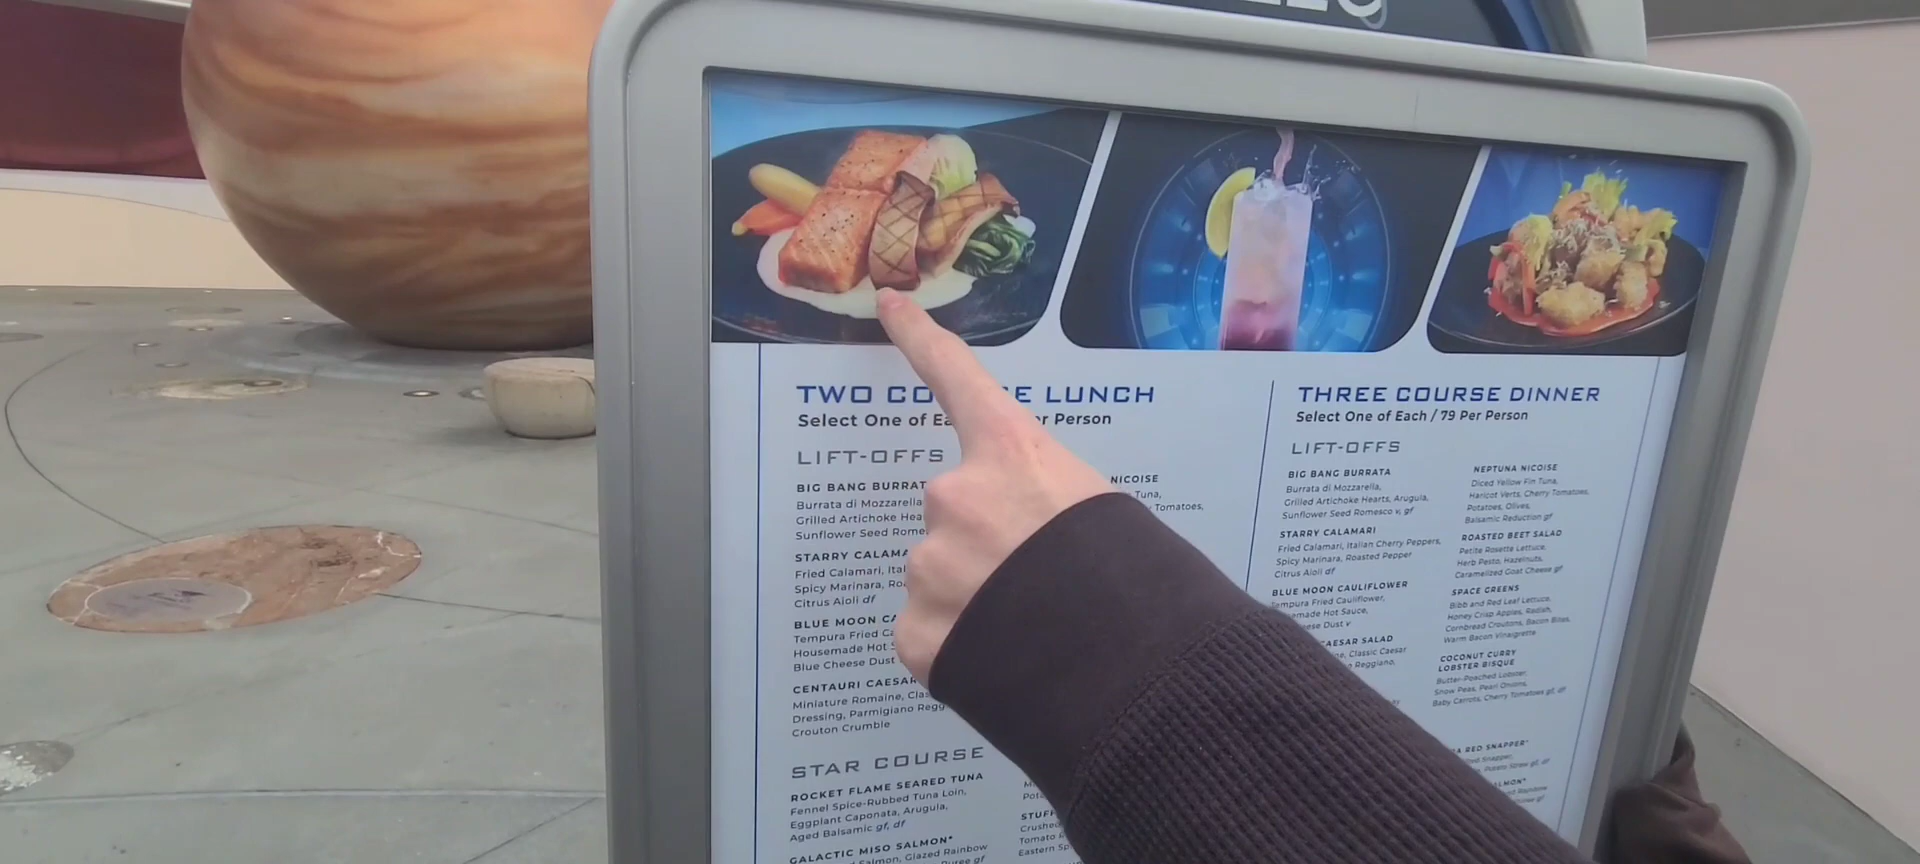 TWO CO E LUNCH
Select One of Ea er Person
LIFT-OFFS
BIG BANG BURRAT
Burrata di Mozzarella
Grilled Artichoke Hea
Sunflower Seed Rome
STARRY CALAMA
Fried Calamari, Ital
Spicy Marinara, Ro
Citrus Aioli df
BLUE MOON CA
Tempura Fried Ca
Housemade Hot S
Blue Cheese Dust
CENTAURI CAESAR
Miniature Romaine, Clas
Dressing, Parmigiano Regg
Crouton Crumble
NICOISE
Tuna,
Tomatoes,
STAR COURSE
ROCKET FLAME SEARED TUNA
Fennel Spice-Rubbed Tuna Loin,
Eggplant Caponata, Arugula,
Aged Balsamic gf, df
GALACTIC MISO SALMON*
Salmon, Glazed Rainbow
Puree gf
STUFF
Crushed
Tomato
Eastern Sp
THREE COURSE DINNER
Select One of Each / 79 Per Person
LIFT-OFFS
BIG BANG BURRATA
Burrata di Mozzarella,
Grilled Artichoke Hearts, Arugula,
Sunflower Seed Romesco v, gf
STARRY CALAMARI
Fried Calamari, Italian Cherry Peppers,
Spicy Marinara, Roasted Pepper
Citrus Aioli df
BLUE MOON CAULIFLOWER
Tempura Fried Cauliflower,
emade Hot Sauce,
eese Dust v
CAESAR SALAD
ne, Classic Caesar
Reggiano,
NEPTUNA NICOISE
Diced Yellow Fin Tuna,
Haricot Verts, Cherry Tomatoes,
Potatoes, Olives,
Balsamic Reduction gf
ROASTED BEET SALAD
Petite Rosette Lettuce,
Herb Pesto, Hazelnuts,
Caramelized Goat Cheese gf
SPACE GREENS
Bibb and Red Leaf Lettuce,
Honey Crisp Apples, Radish,
Cornbread Croutons, Bacon Bites,
Warm Bacon Vinaigrette
COCONUT CURRY
LOBSTER BISQUE
Butter-Poached Lobster,
Snow Peas, Pearl Onions,
Baby Carrots, Cherry Tomatoes gf, df
RED SNAPPER*
Snapper,
Potato Straw gf, df
LMON*
Rainbow
gf